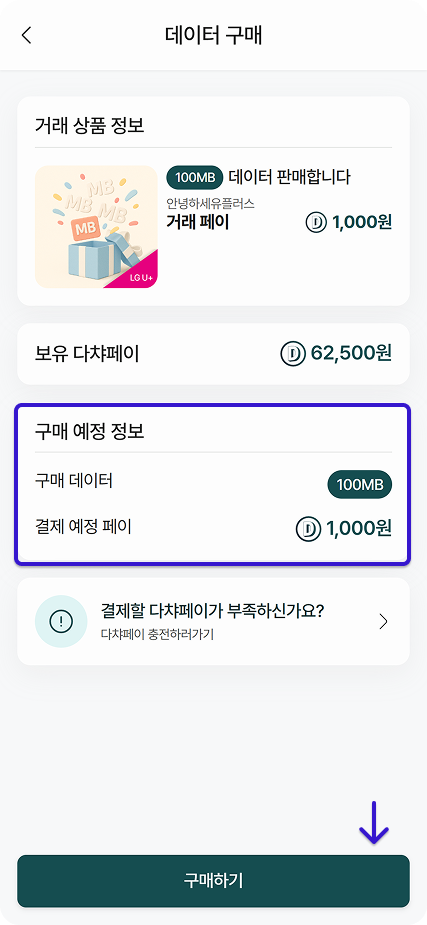 데이터 구매
거래 상품 정보
MB
MB
MB
MB
MB
LG U+
100MB 데이터 판매합니다
안녕하세유플러스
거래 페이
1,000원
보유 다챠페이
62,500원
구매 예정 정보
구매 데이터
100MB
결제 예정 페이
1,000원
결제할 다챠페이가 부족하신가요?
다챠페이 충전하러가기
구매하기